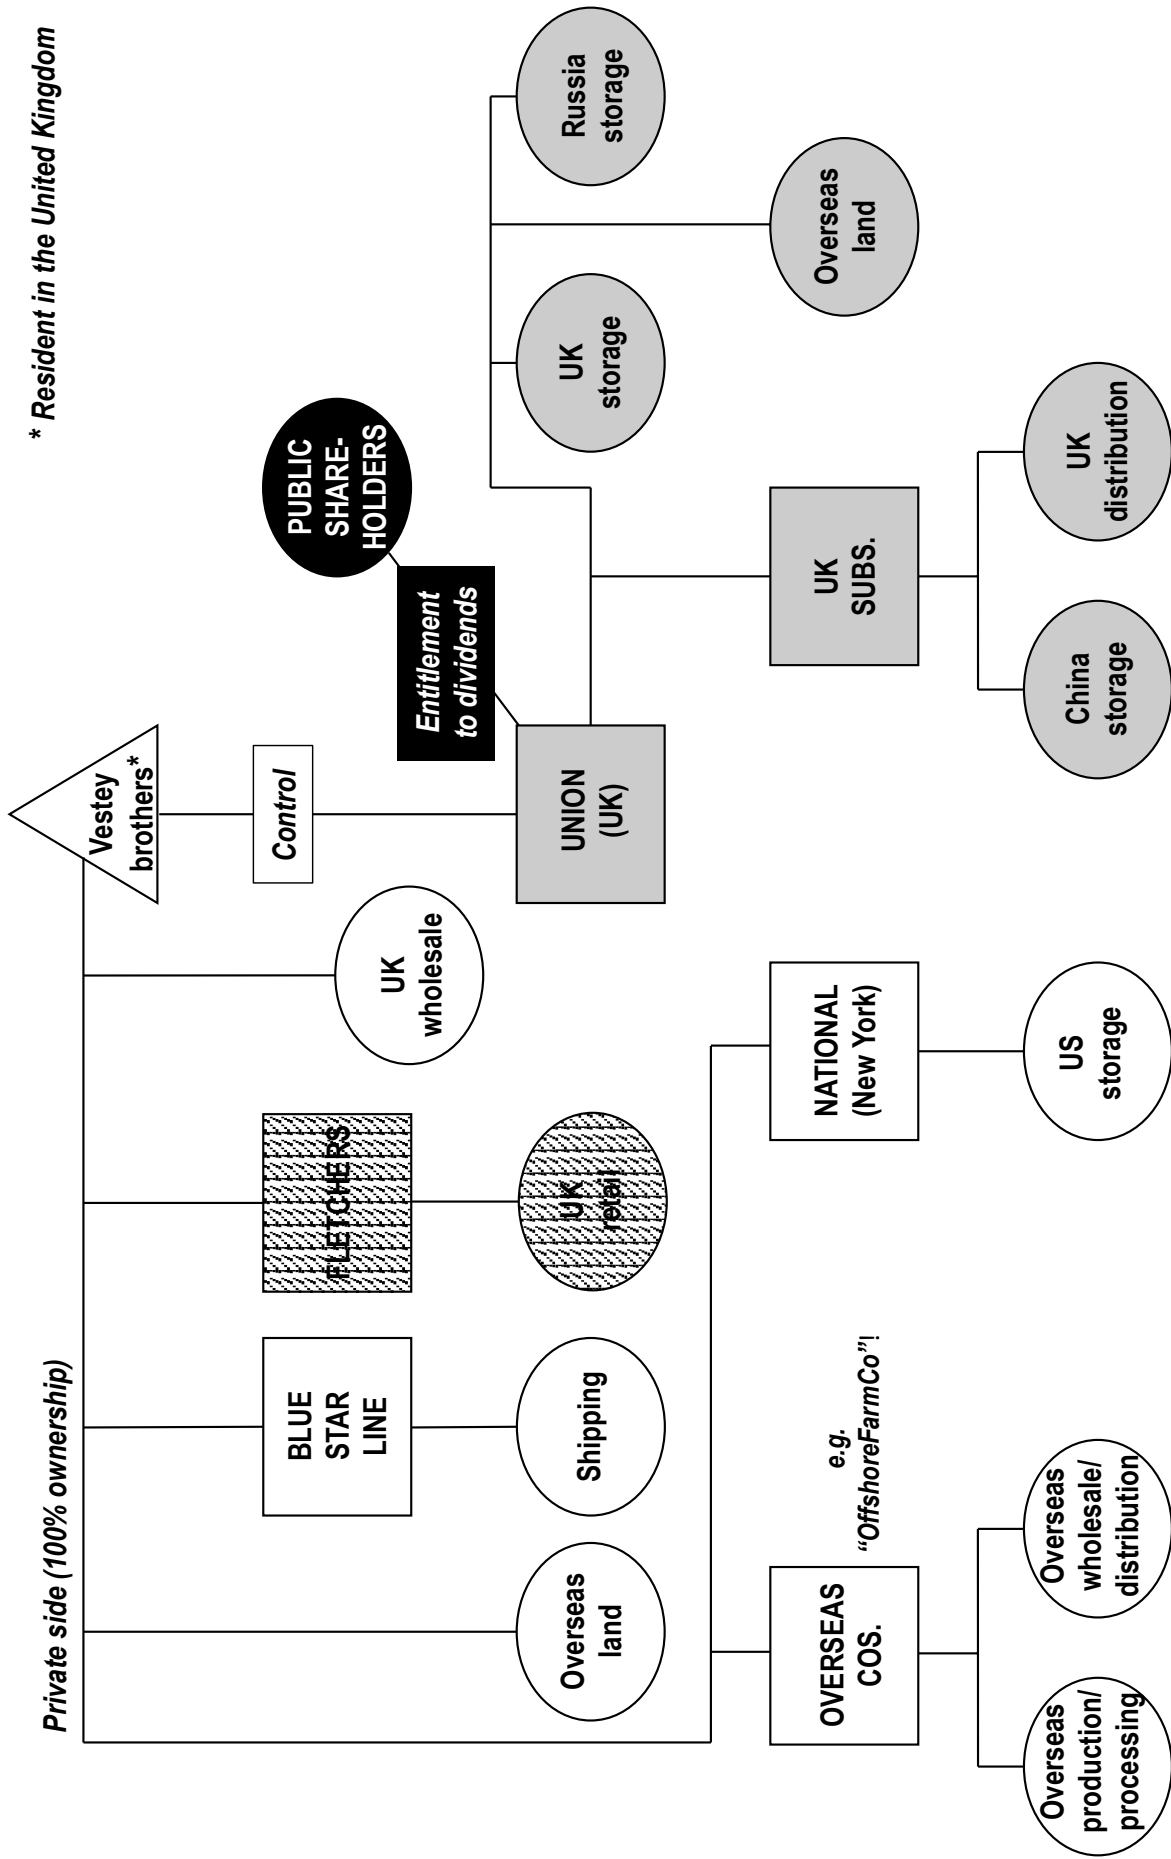 * Resident in the United Kingdom
Private side (100% ownership)
Vestey
brothers*
Control
PUBLIC
SHARE-
HOLDERS
Entitlement
to dividends
BLUE
STAR
LINE
FLETCHERS
UK
wholesale
Overseas
land
Shipping
UK
retail
UNION
(UK)
UK
storage
Russia
storage
OVERSEAS
COS.
e.g.
“OffshoreFarmCo”!
NATIONAL
(New York)
UK
SUBS.
Overseas
land
Overseas
production/
processing
Overseas
wholesale/
distribution
US
storage
China
storage
UK
distribution